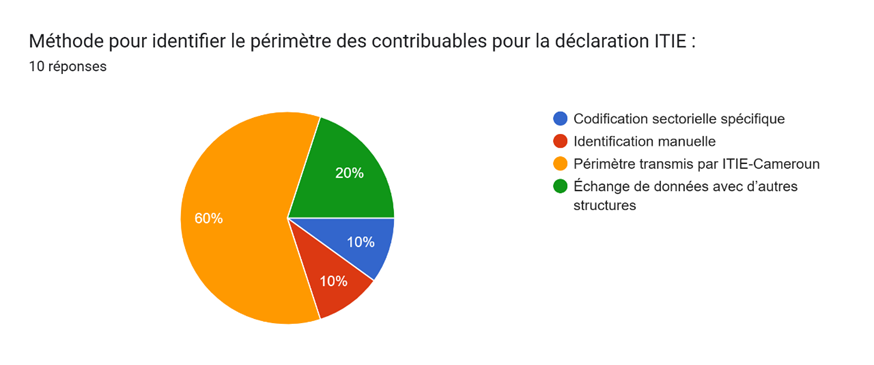 Méthode pour identifier le périmètre des contribuables pour la déclaration ITIE :
10 réponses
Codification sectorielle spécifique
Identification manuelle
Périmètre transmis par ITIE-Cameroun
Échange de données avec d’autres
structures
20%
60%
10%
10%